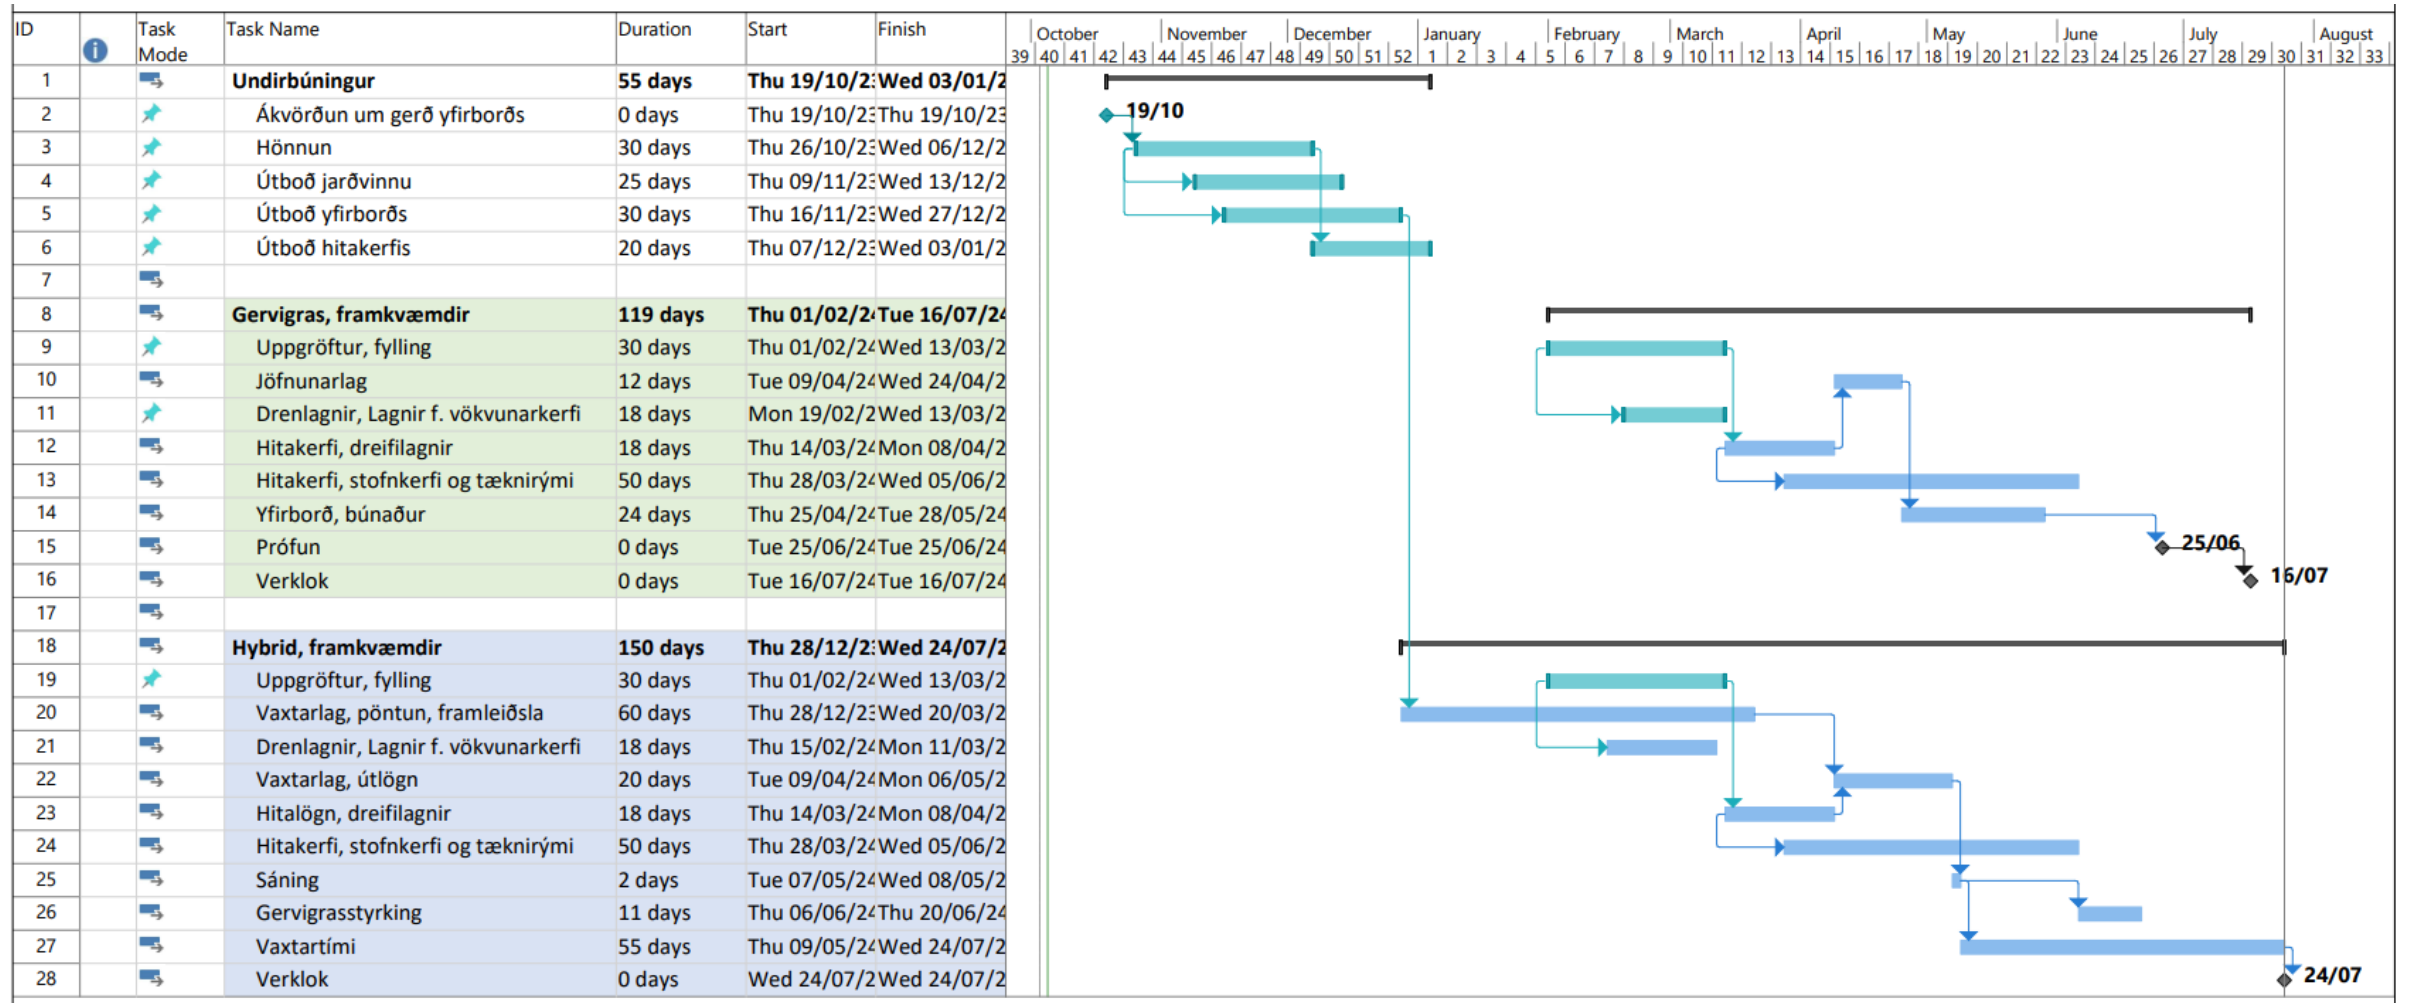 ID Task Mode Task Name Duration Start Finish
October November December January February March April May June July August
39 40 41 42 43 44 45 46 47 48 49 50 51 52 1 2 3 4 5 6 7 8 9 10 11 12 13 14 15 16 17 18 19 20 21 22 23 24 25 26 27 28 29 30 31 32 33
1 Undirbúningur 55 days Thu 19/10/23 Wed 03/01/2
2 Ákvörðun um gerð yfirborðs 0 days Thu 19/10/23 Thu 19/10/23 19/10
3 Hönnun 30 days Thu 26/10/23 Wed 06/12/2
4 Útboð jarðvinnu 25 days Thu 09/11/23 Wed 13/12/2
5 Útboð yfirborðs 30 days Thu 16/11/23 Wed 27/12/2
6 Útboð hitakerfis 20 days Thu 07/12/23 Wed 03/01/2
7
8 Gervigras, framkvæmdir 119 days Thu 01/02/24 Tue 16/07/24
9 Uppgröftur, fylling 30 days Thu 01/02/24 Wed 13/03/2
10 Jöfnunarlag 12 days Tue 09/04/24 Wed 24/04/2
11 Drenlagnir, Lagnir f. vökvunarkerfi 18 days Mon 19/02/2 Wed 13/03/2
12 Hitakerfi, dreifilagnir 18 days Thu 14/03/24 Mon 08/04/2
13 Hitakerfi, stofnkerfi og tæknirými 50 days Thu 28/03/24 Wed 05/06/2
14 Yfirborð, búnaður 24 days Thu 25/04/24 Tue 28/05/24
15 Prófun 0 days Tue 25/06/24 Tue 25/06/24 25/06
16 Verklok 0 days Tue 16/07/24 Tue 16/07/24 16/07
17
18 Hybrid, framkvæmdir 150 days Thu 28/12/23 Wed 24/07/2
19 Uppgröftur, fylling 30 days Thu 01/02/24 Wed 13/03/2
20 Vaxtarlag, pöntun, framleiðsla 60 days Thu 28/12/23 Wed 20/03/2
21 Drenlagnir, Lagnir f. vökvunarkerfi 18 days Thu 15/02/24 Mon 11/03/2
22 Vaxtarlag, útlögn 20 days Tue 09/04/24 Mon 06/05/2
23 Hitalögn, dreifilagnir 18 days Thu 14/03/24 Mon 08/04/2
24 Hitakerfi, stofnkerfi og tæknirými 50 days Thu 28/03/24 Wed 05/06/2
25 Sáning 2 days Tue 07/05/24 Wed 08/05/2
26 Gervigrasstyrking 11 days Thu 06/06/24 Thu 20/06/24
27 Vaxtartími 55 days Thu 09/05/24 Wed 24/07/2
28 Verklok 0 days Wed 24/07/2 Wed 24/07/2 24/07